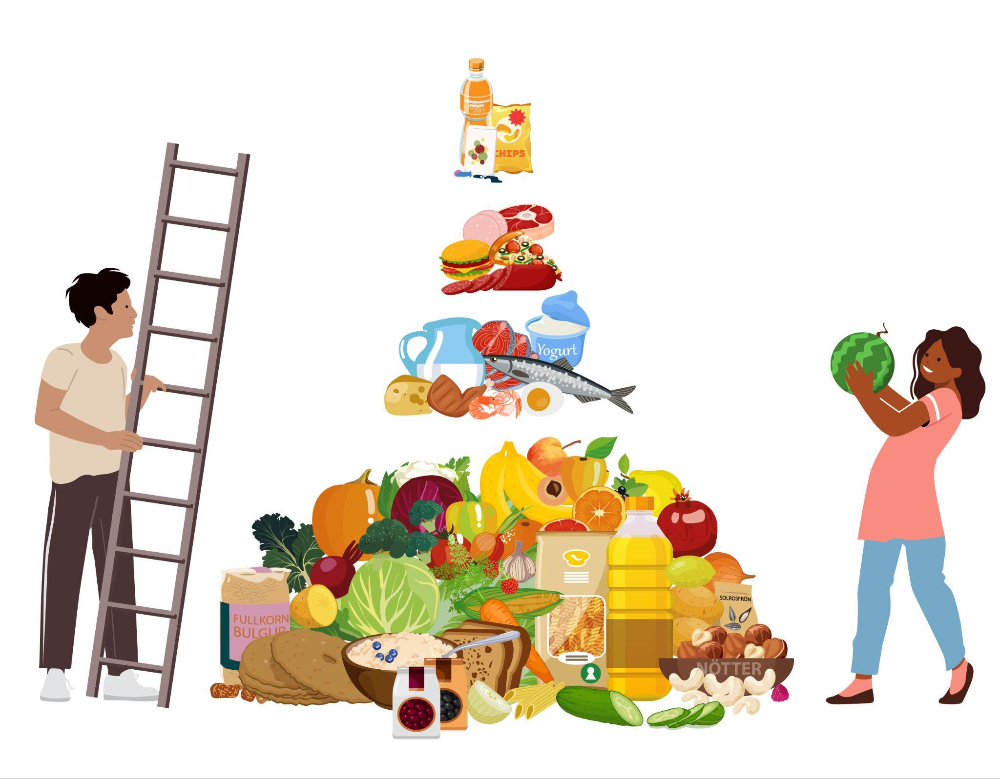 CHIPS
Yogurt
SOLROSFRÖN
FULLKORN
BULGUR
NÖTTER